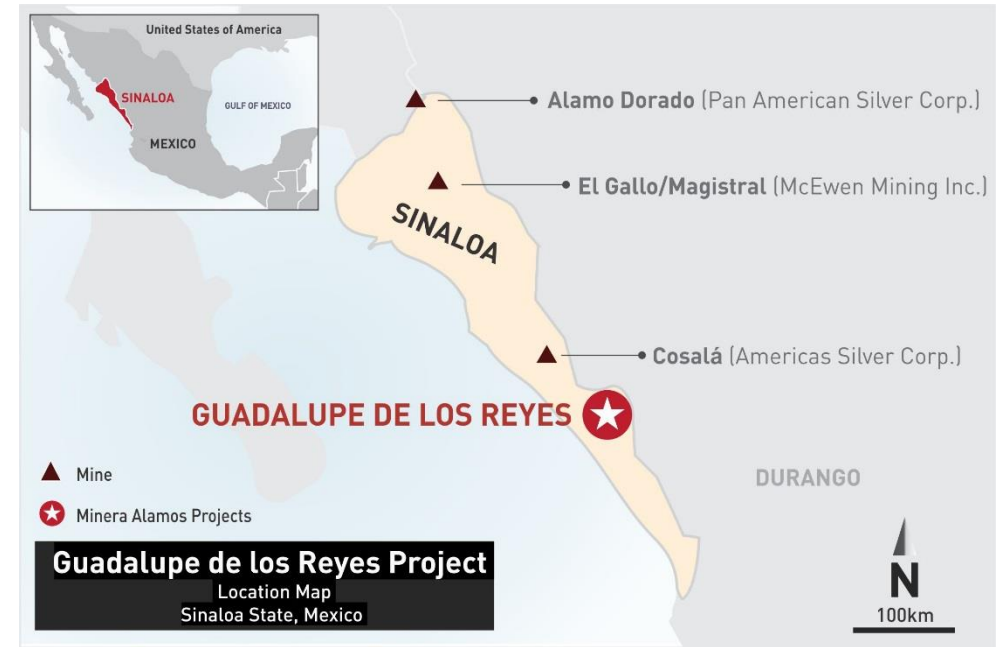 United States of America
SINALOA
GULF OF MEXICO
MEXICO
Alamo Dorado (Pan American Silver Corp.)
El Gallo/Magistral (McEwen Mining Inc.)
SINALOA
Cosalá (Americas Silver Corp.)
GUADALUPE DE LOS REYES
DURANGO
Mine
Minera Alamos Projects
Guadalupe de los Reyes Project
Location Map
Sinaloa State, Mexico
N
100km